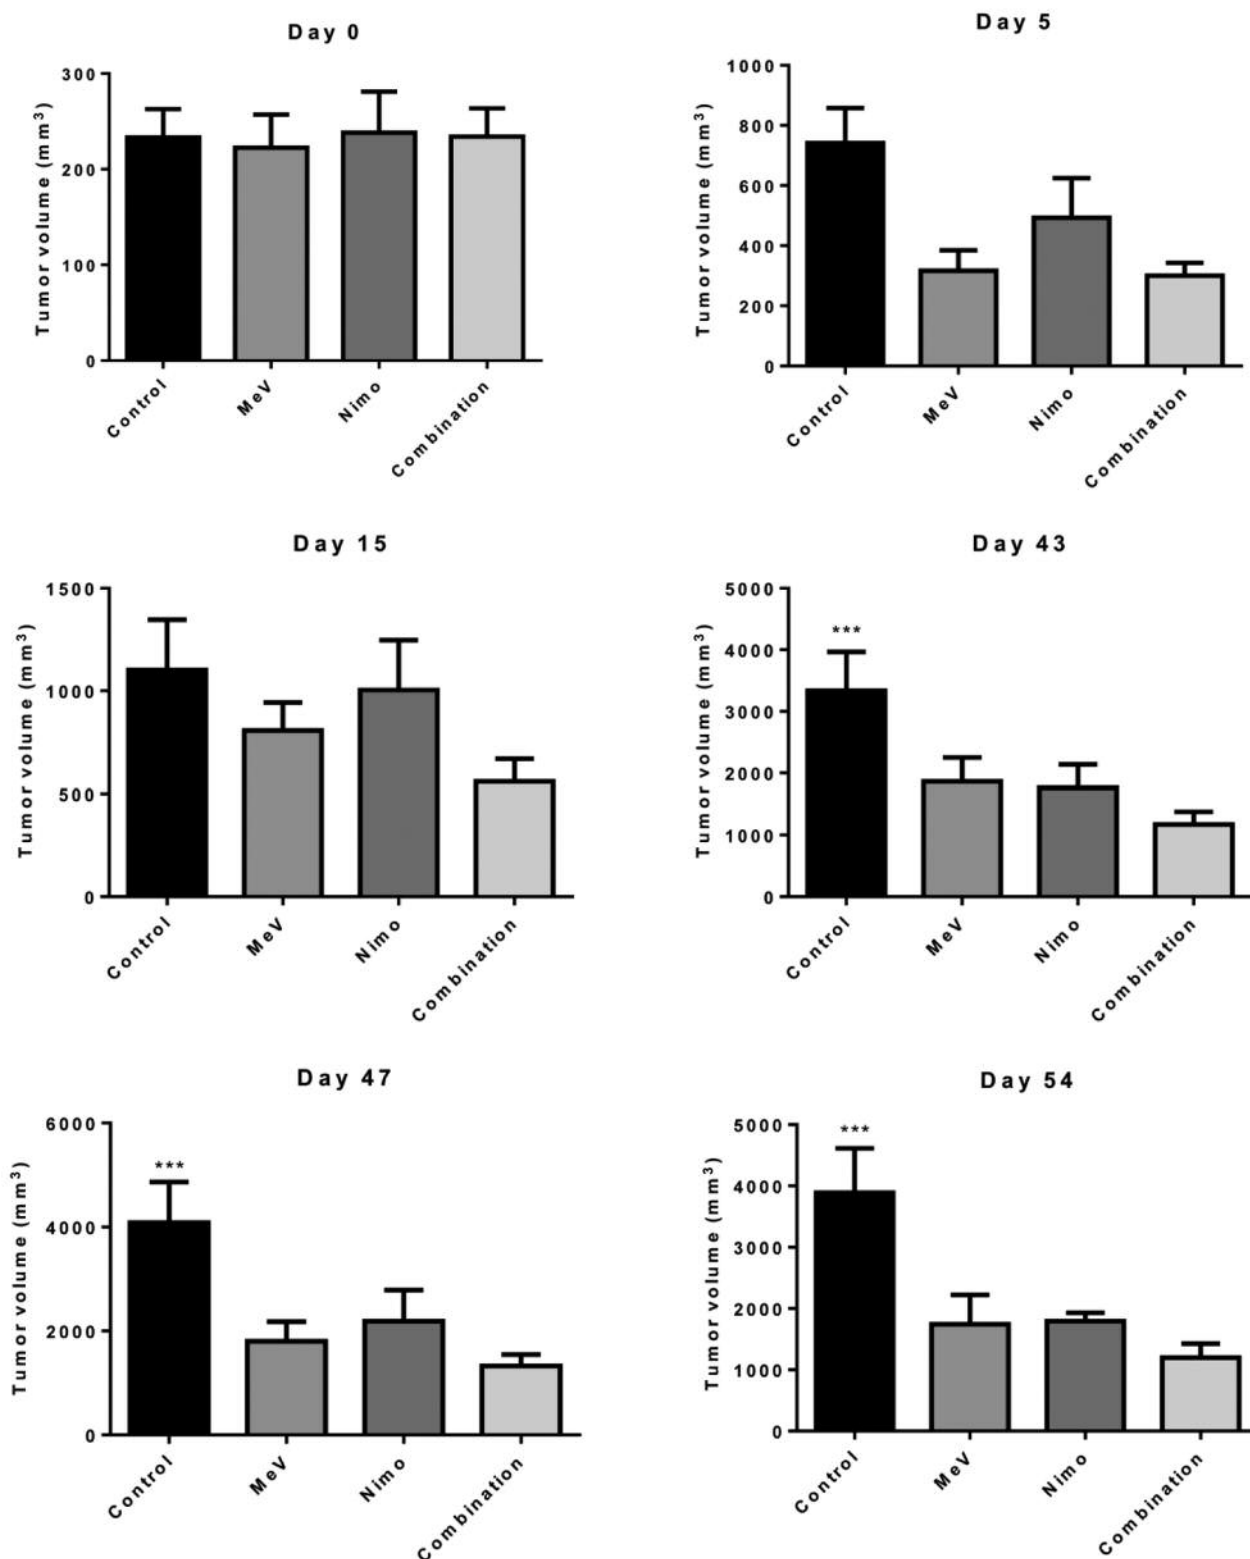 Day 0
Tumor volume (mm³)
300
200
100
0
Control
MeV
Nimo
Combination
Day 5
Tumor volume (mm³)
1000
800
600
400
200
0
Control
MeV
Nimo
Combination
Day 15
Tumor volume (mm³)
1500
1000
500
0
Control
MeV
Nimo
Combination
Day 43
Tumor volume (mm³)
5000
4000
3000
2000
1000
0
***
Control
MeV
Nimo
Combination
Day 47
Tumor volume (mm³)
6000
4000
2000
0
***
Control
MeV
Nimo
Combination
Day 54
Tumor volume (mm³)
5000
4000
3000
2000
1000
0
***
Control
MeV
Nimo
Combination